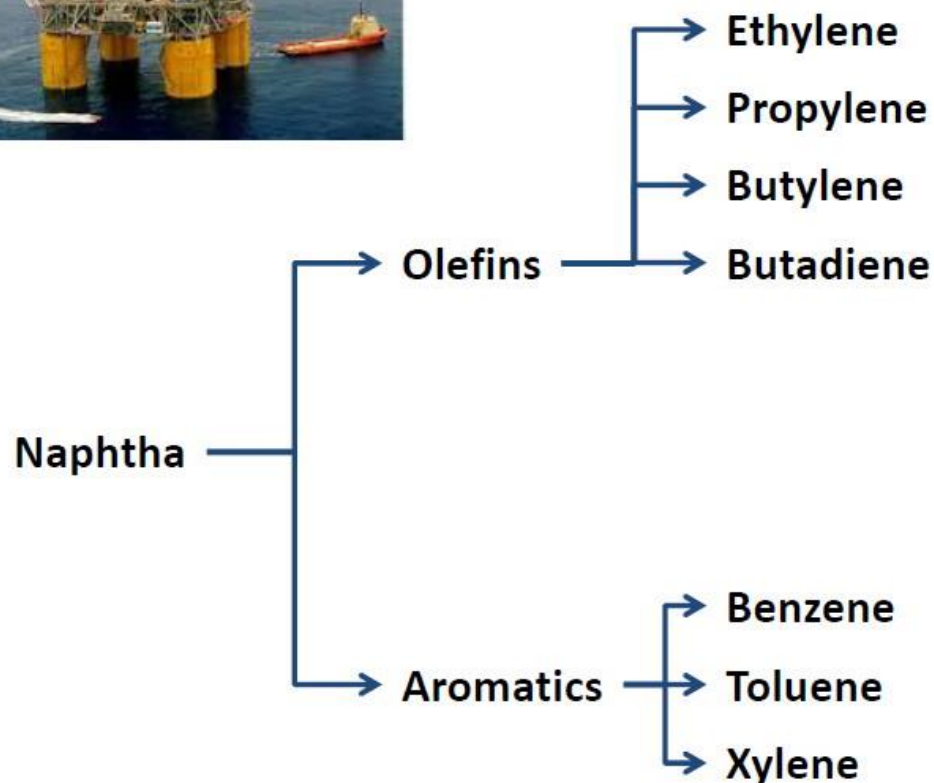 Ethylene
Propylene
Butylene
Olefins
Butadiene
Naphtha
Benzene
Aromatics
Toluene
Xylene